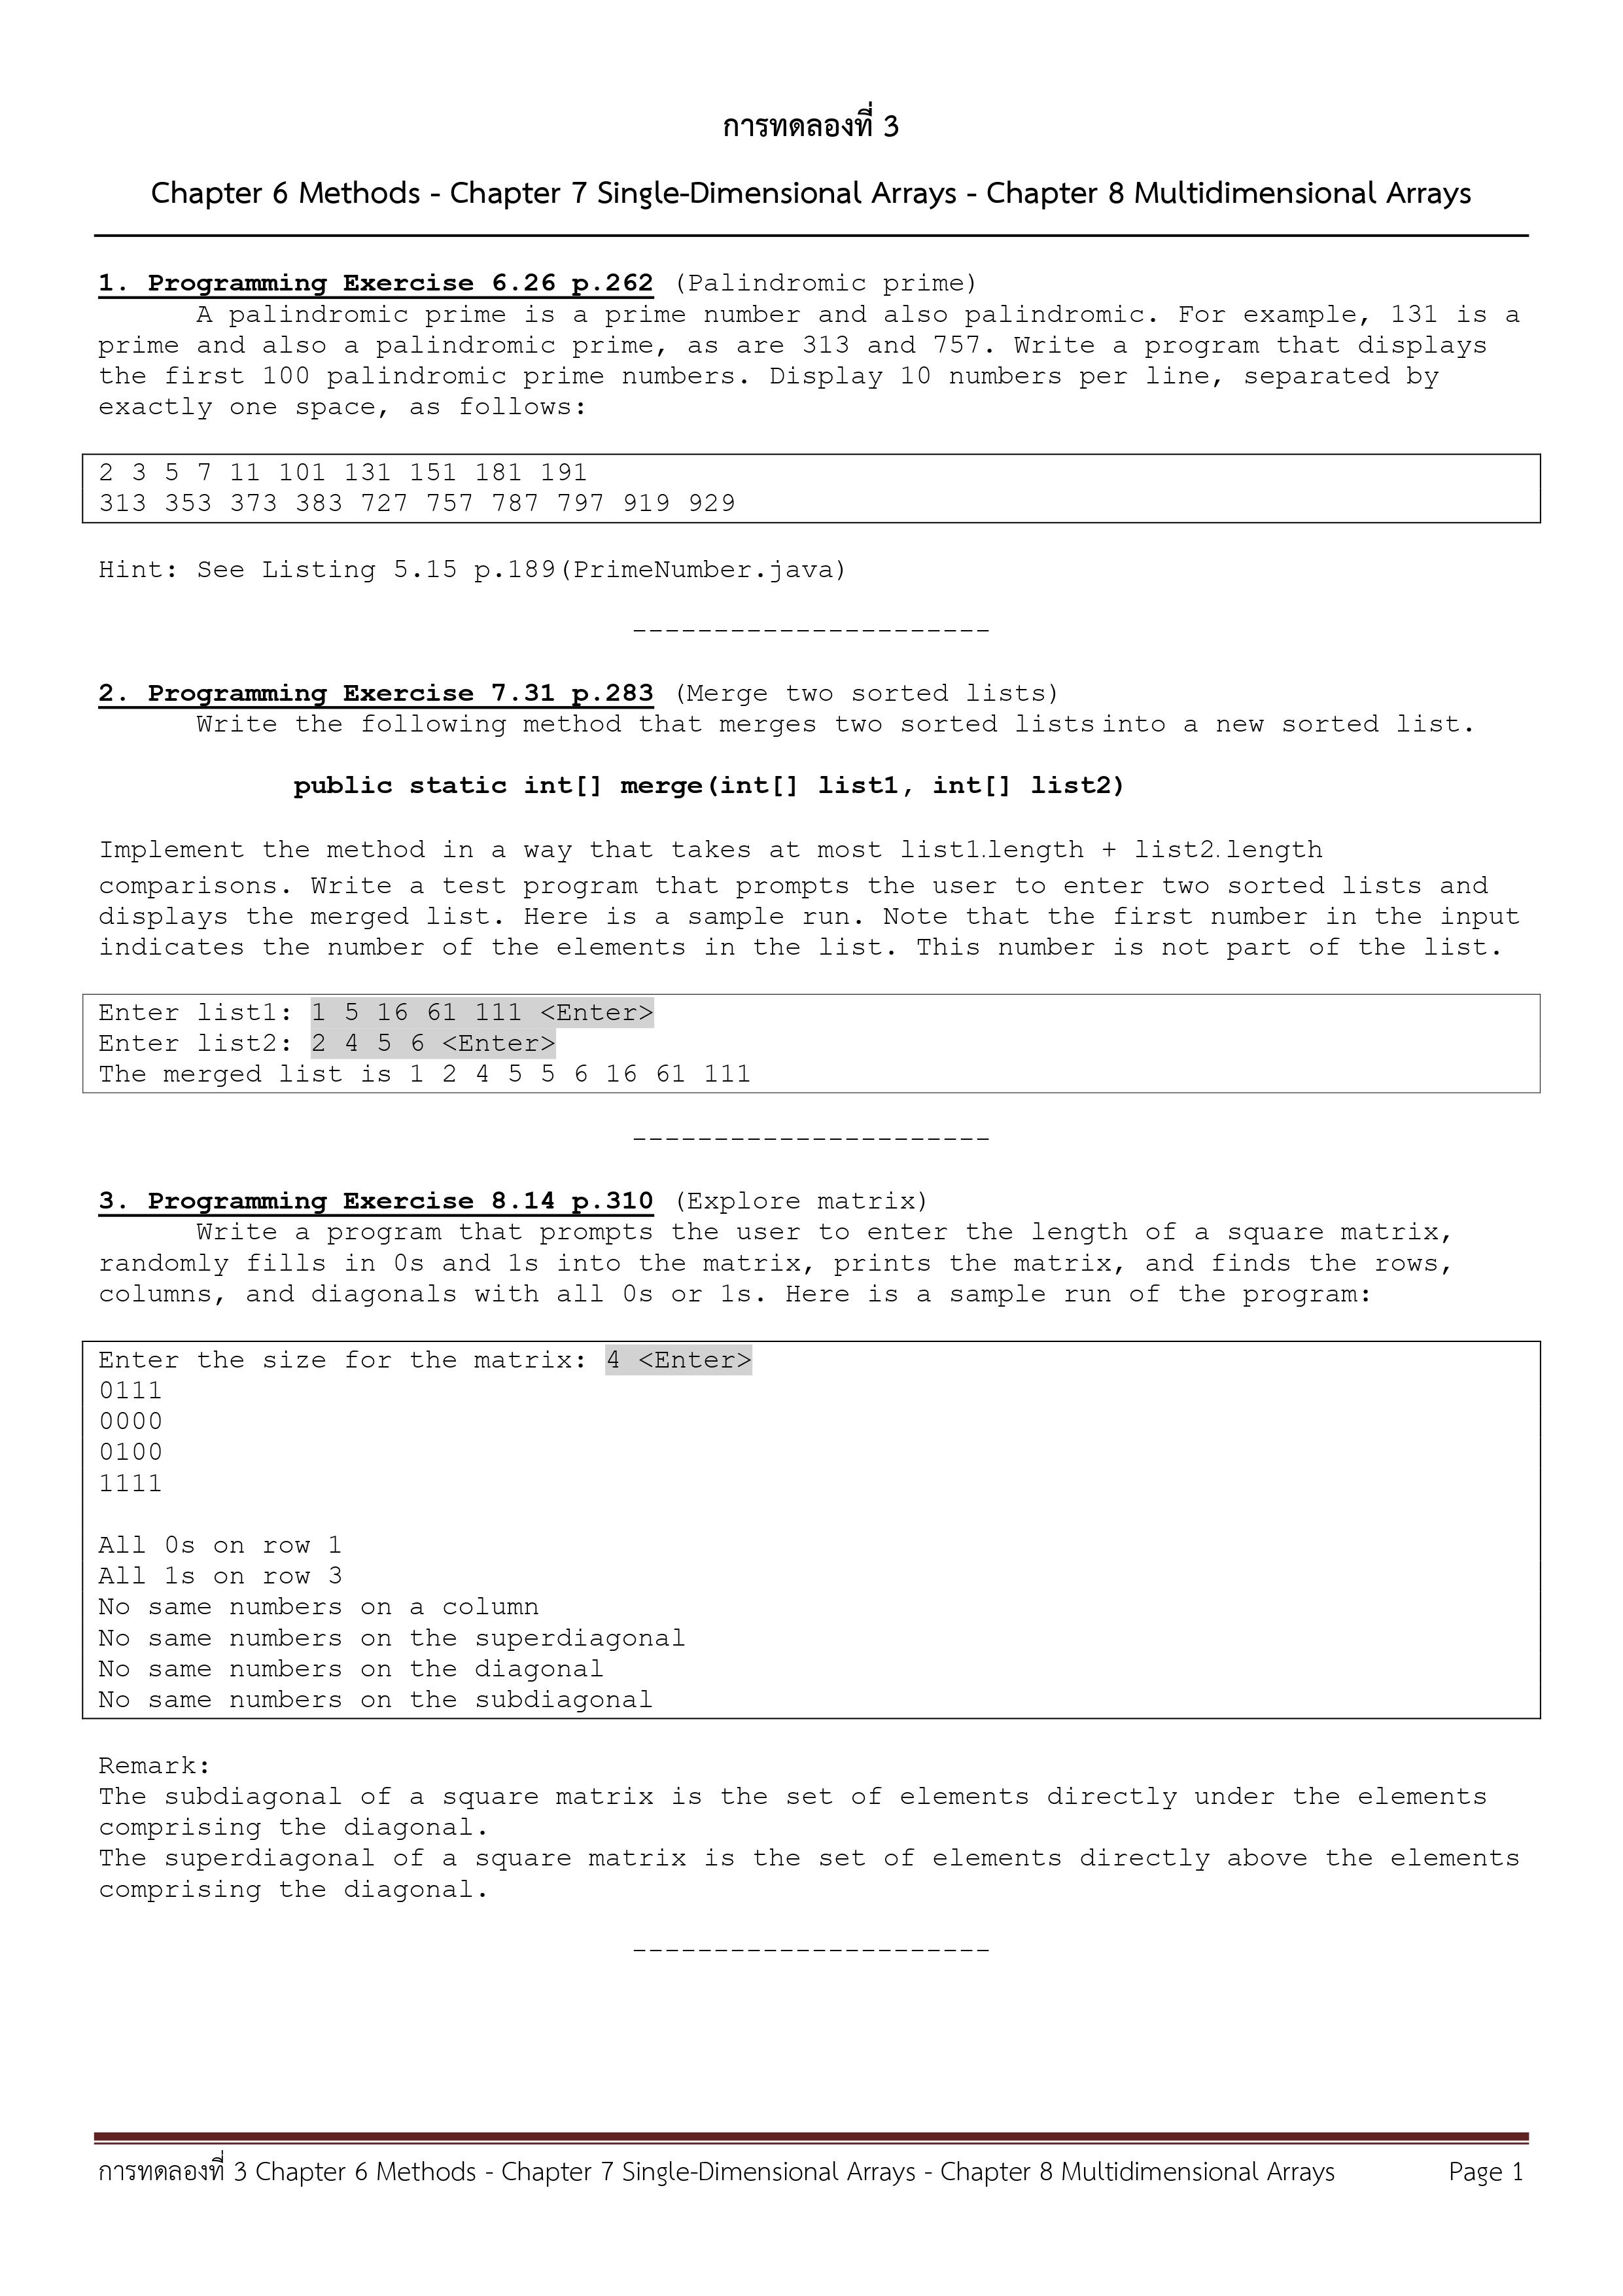 การทดลองที่ 3
Chapter 6 Methods - Chapter 7 Single-Dimensional Arrays - Chapter 8 Multidimensional Arrays
1. Programming Exercise 6.26 p.262 (Palindromic prime)
A palindromic prime is a prime number and also palindromic. For example, 131 is a
prime and also a palindromic prime, as are 313 and 757. Write a program that displays
the first 100 palindromic prime numbers. Display 10 numbers per line, separated by
exactly one space, as follows:
2 3 5 7 11 101 131 151 181 191
313 353 373 383 727 757 787 797 919 929
Hint: See Listing 5.15 p.189(PrimeNumber.java)
----------------------
2. Programming Exercise 7.31 p.283 (Merge two sorted lists)
Write the following method that merges two sorted lists into a new sorted list.
public static int[] merge(int[] list1, int[] list2)
Implement the method in a way that takes at most list1.length + list2.length
comparisons. Write a test program that prompts the user to enter two sorted lists and
displays the merged list. Here is a sample run. Note that the first number in the input
indicates the number of the elements in the list. This number is not part of the list.
Enter list1: 1 5 16 61 111 <Enter>
Enter list2: 2 4 5 6 <Enter>
The merged list is 1 2 4 5 5 6 16 61 111
----------------------
3. Programming Exercise 8.14 p.310 (Explore matrix)
Write a program that prompts the user to enter the length of a square matrix,
randomly fills in 0s and 1s into the matrix, prints the matrix, and finds the rows,
columns, and diagonals with all 0s or 1s. Here is a sample run of the program:
Enter the size for the matrix: 4 <Enter>
0111
0000
0100
1111
All 0s on row 1
All 1s on row 3
No same numbers on a column
No same numbers on the superdiagonal
No same numbers on the diagonal
No same numbers on the subdiagonal
Remark:
The subdiagonal of a square matrix is the set of elements directly under the elements
comprising the diagonal.
The superdiagonal of a square matrix is the set of elements directly above the elements
comprising the diagonal.
----------------------
การทดลองที่ 3 Chapter 6 Methods - Chapter 7 Single-Dimensional Arrays - Chapter 8 Multidimensional Arrays Page 1